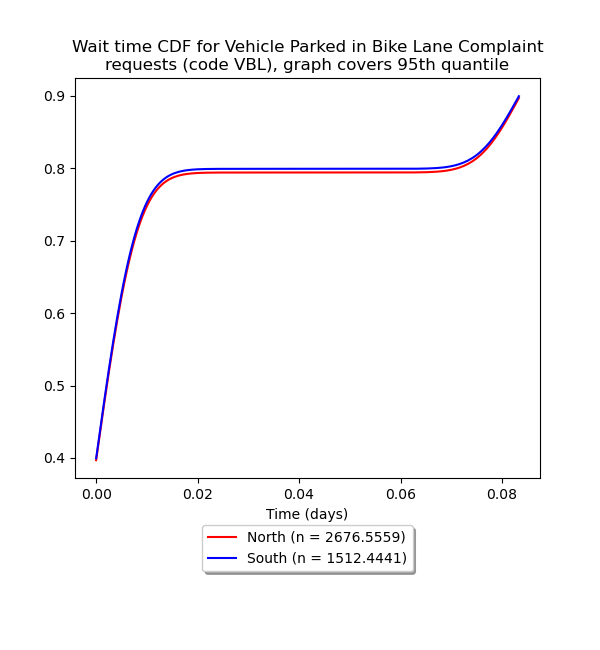 Wait time CDF for Vehicle Parked in Bike Lane Complaint
requests (code VBL), graph covers 95th quantile
0.9
0.8
0.7
0.6
0.5
0.4
0.00 0.02 0.04 0.06 0.08
Time (days)
North (n = 2676.5559)
South (n = 1512.4441)